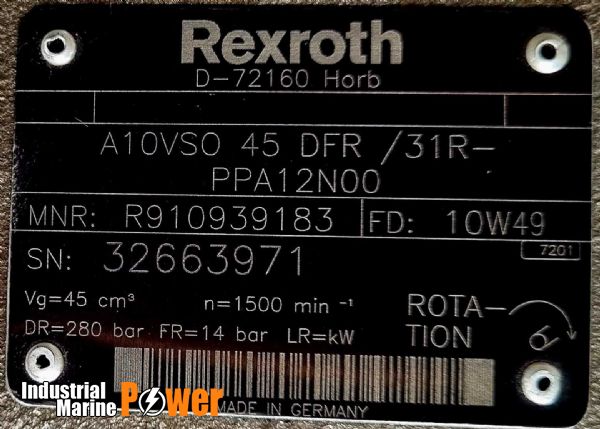 Rexroth
D-72160 Horb
A10VSO 45 DFR /31R-
PPA12N00
MNR: R910939183 FD: 10W49
7201
SN: 32663971
Vg=45 cm³ n=1500 min ⁻¹
DR=280 bar FR=14 bar LR=kW
ROTA-
TION
Industrial
Marine Power
MADE IN GERMANY